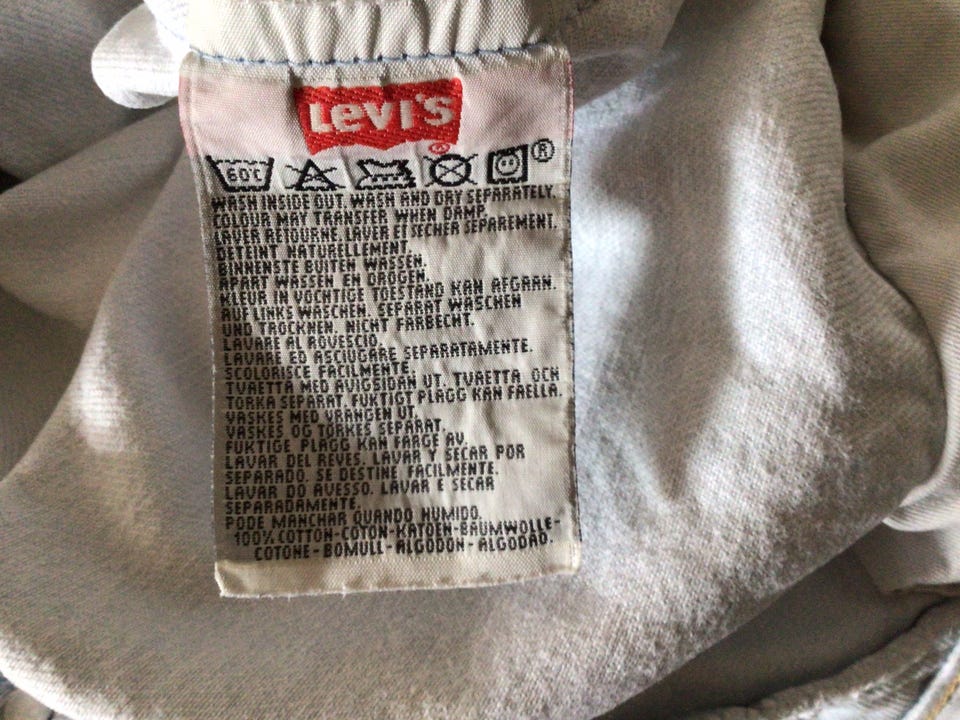 LEVI'S
®
60C ®
WASH INSIDE OUT. WASH AND DRY SEPARATELY.
COLOUR MAY TRANSFER WHEN DAMP.
LAVER RETOURNE. LAVER ET SECHER SEPAREMENT.
DETEINT NATURELLEMENT.
BINNENSTE BUITEN WASSEN.
APART WASSEN EN DROGEN.
KLEUR IN VOCHTIGE TOESTAND KAN AFGAAN.
AUF LINKS WASCHEN. SEPARAT WASCHEN
UND TROCKNEN. NICHT FARBECHT.
LAVARE AL ROVESCIO.
LAVARE ED ASCIUGARE SEPARATAMENTE.
SCOLORISCE FACILMENTE.
TVAETTA MED AVIGSIDAN UT. TVAETTA OCH
TORKA SEPARAT. FUKTIGT PLAGG KAN FAELLA.
VASKES MED VRANGEN UT.
VASKES OG TORKES SEPARAT.
FUKTIGE PLAGG KAN FARGE AV.
LAVAR DEL REVES. LAVAR Y SECAR POR
SEPARADO. SE DESTINE FACILMENTE.
LAVAR DO AVESSO. LAVAR E SECAR
SEPARADAMENTE.
PODE MANCHAR QUANDO HUMIDO.
100% COTTON-COTON-KATOEN-BAUMWOLLE-
COTONE-BOMULL-ALGODON-ALGODAO.